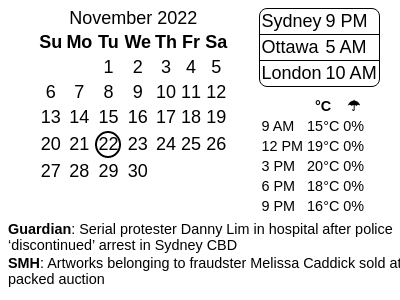 November 2022
Su Mo Tu We Th Fr Sa
1 2 3 4 5
6 7 8 9 10 11 12
13 14 15 16 17 18 19
20 21 22 23 24 25 26
27 28 29 30
Sydney 9 PM
Ottawa 5 AM
London 10 AM
°C ☂
9 AM 15°C 0%
12 PM 19°C 0%
3 PM 20°C 0%
6 PM 18°C 0%
9 PM 16°C 0%
Guardian: Serial protester Danny Lim in hospital after police
‘discontinued’ arrest in Sydney CBD
SMH: Artworks belonging to fraudster Melissa Caddick sold at
packed auction